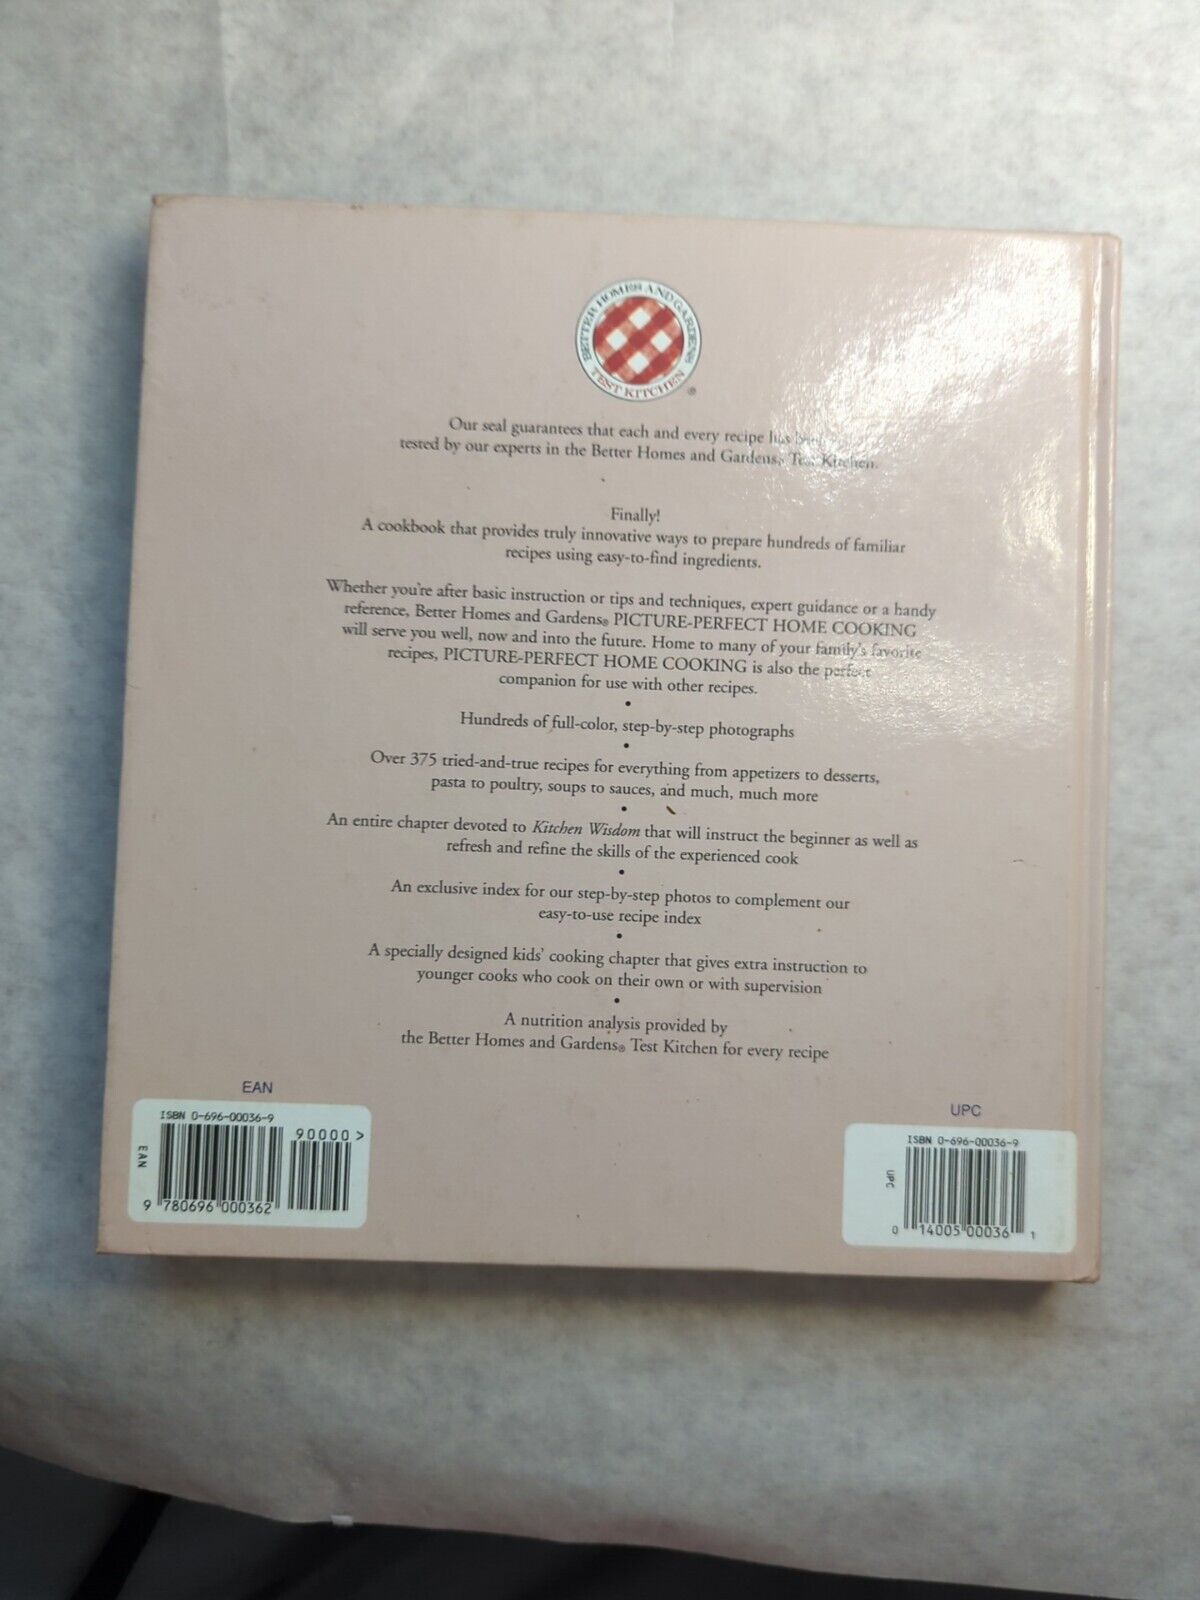 BETTER HOMES AND GARDENS
TEST KITCHEN ®
Our seal guarantees that each and every recipe has
tested by our experts in the Better Homes and Gardens® Test Kitchen.
Finally!
A cookbook that provides truly innovative ways to prepare hundreds of familiar
recipes using easy-to-find ingredients.
Whether you're after basic instruction or tips and techniques, expert guidance or a handy
reference, Better Homes and Gardens® PICTURE-PERFECT HOME COOKING
will serve you well, now and into the future. Home to many of your family's favorite
recipes, PICTURE-PERFECT HOME COOKING is also the perfect
companion for use with other recipes.
•
Hundreds of full-color, step-by-step photographs
•
Over 375 tried-and-true recipes for everything from appetizers to desserts,
pasta to poultry, soups to sauces, and much, much more
•
An entire chapter devoted to Kitchen Wisdom that will instruct the beginner as well as
refresh and refine the skills of the experienced cook
•
An exclusive index for our step-by-step photos to complement our
easy-to-use recipe index
•
A specially designed kids' cooking chapter that gives extra instruction to
younger cooks who cook on their own or with supervision
•
A nutrition analysis provided by
the Better Homes and Gardens® Test Kitchen for every recipe
EAN
ISBN 0-696-00036-9
90000>
EAN
9 780696 000362
UPC
ISBN 0-696-00036-9
UPC
0 14005 00036 1